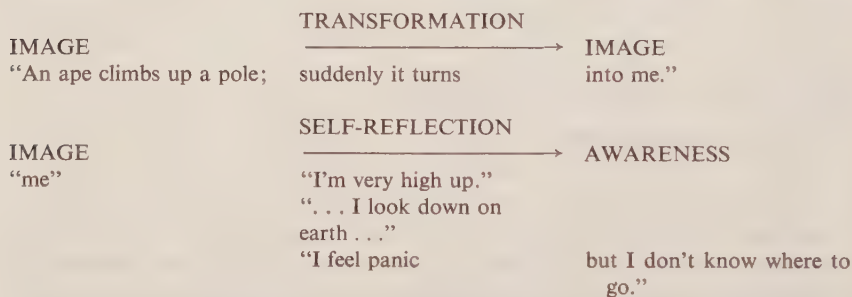 TRANSFORMATION
IMAGE IMAGE
“An ape climbs up a pole; suddenly it turns into me.”
SELF-REFLECTION
IMAGE AWARENESS
“me” “I'm very high up.”
“. . . I look down on
earth . . .”
“I feel panic but I don't know where to
go.”